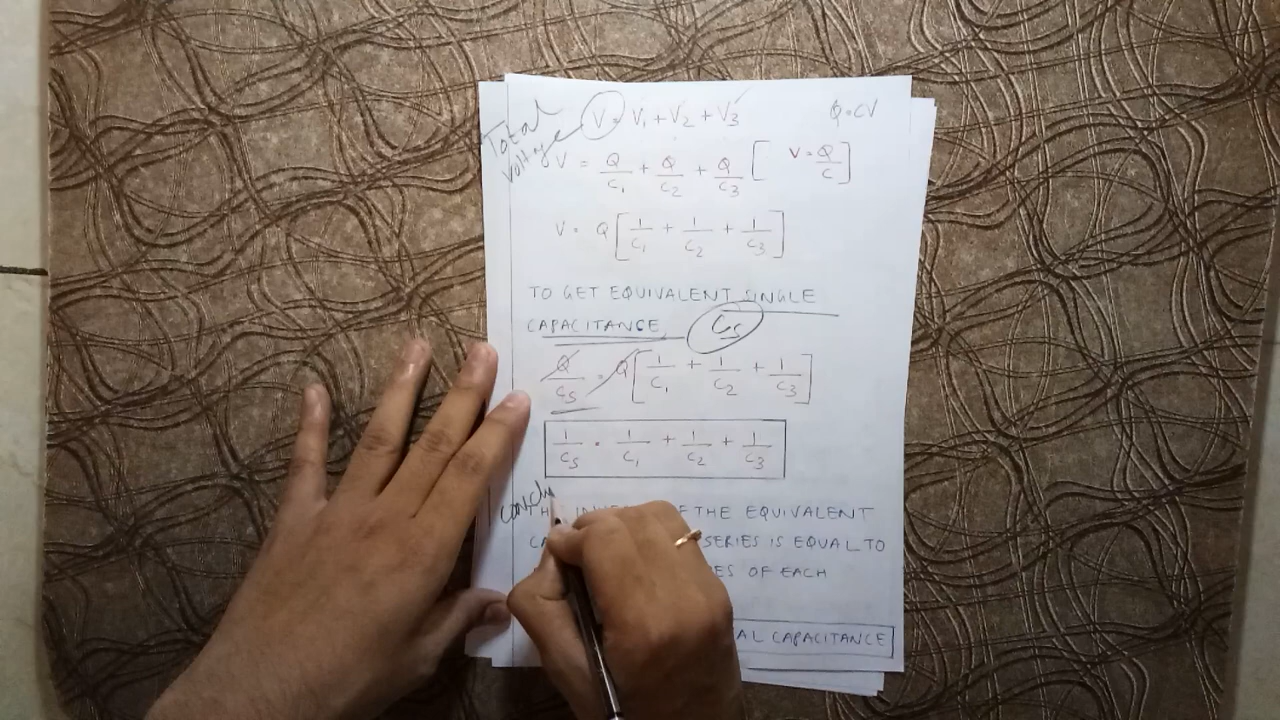 Total Voltage
V = V₁ + V₂ + V₃ Q = CV
V = Q/C₁ + Q/C₂ + Q/C₃ [ V = Q/C ]
V = Q [ 1/C₁ + 1/C₂ + 1/C₃ ]
TO GET EQUIVALENT SINGLE
CAPACITANCE Cs
Q/Cs = Q [ 1/C₁ + 1/C₂ + 1/C₃ ]
1/Cs = 1/C₁ + 1/C₂ + 1/C₃
THE EQUIVALENT
SERIES IS EQUAL TO
OF EACH
CAPACITANCE